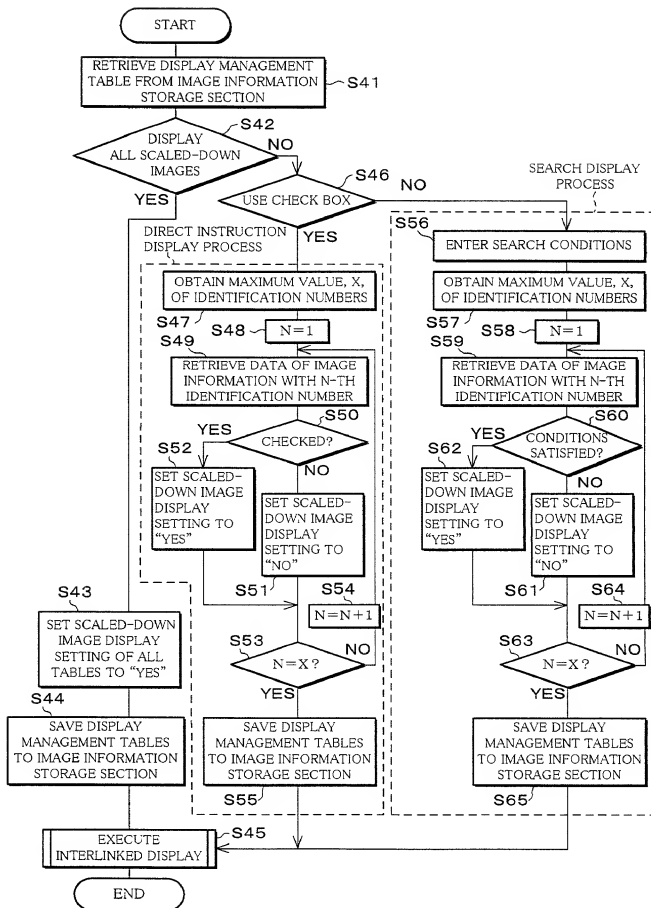 START
RETRIEVE DISPLAY MANAGEMENT
TABLE FROM IMAGE INFORMATION
STORAGE SECTION
S41
S42
DISPLAY
ALL SCALED-DOWN
IMAGES
NO
YES
S46
USE CHECK BOX
NO
YES
SEARCH DISPLAY
PROCESS
DIRECT INSTRUCTION
DISPLAY PROCESS
OBTAIN MAXIMUM VALUE, X,
OF IDENTIFICATION NUMBERS
S47
S48
N=1
S49
RETRIEVE DATA OF IMAGE
INFORMATION WITH N-TH
IDENTIFICATION NUMBER
S50
CHECKED?
YES
NO
S52
SET SCALED-
DOWN IMAGE
DISPLAY
SETTING TO
"YES"
SET SCALED-
DOWN IMAGE
DISPLAY
SETTING TO
"NO"
S51
S54
N=N+1
S53
N=X?
NO
YES
SAVE DISPLAY
MANAGEMENT TABLES
TO IMAGE INFORMATION
STORAGE SECTION
S55
S56
ENTER SEARCH CONDITIONS
OBTAIN MAXIMUM VALUE, X,
OF IDENTIFICATION NUMBERS
S57
S58
N=1
S59
RETRIEVE DATA OF IMAGE
INFORMATION WITH N-TH
IDENTIFICATION NUMBER
S60
CONDITIONS
SATISFIED?
YES
NO
S62
SET SCALED-
DOWN IMAGE
DISPLAY
SETTING TO
"YES"
SET SCALED-
DOWN IMAGE
DISPLAY
SETTING TO
"NO"
S61
S64
N=N+1
S63
N=X?
NO
YES
SAVE DISPLAY
MANAGEMENT TABLES
TO IMAGE INFORMATION
STORAGE SECTION
S65
S43
SET SCALED-DOWN
IMAGE DISPLAY
SETTING OF ALL
TABLES TO "YES"
S44
SAVE DISPLAY
MANAGEMENT TABLES
TO IMAGE INFORMATION
STORAGE SECTION
S45
EXECUTE
INTERLINKED DISPLAY
END